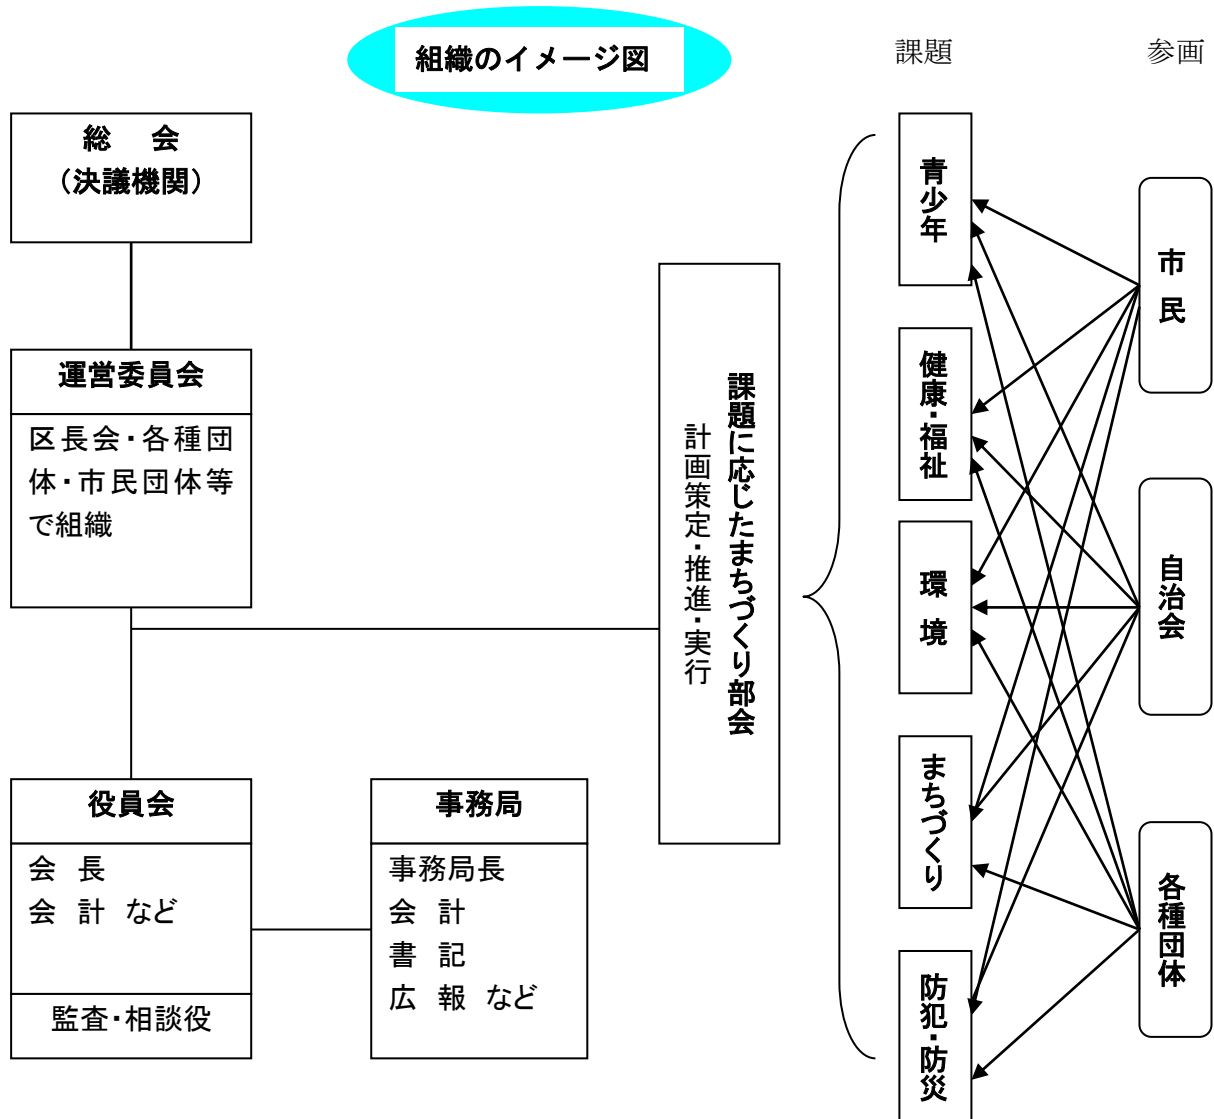 組織のイメージ図
課題
参画
総 会
（決議機関）
運営委員会
区長会・各種団
体・市民団体等
で組織
役員会
会 長
会 計 など
監査・相談役
事務局
事務局長
会 計
書 記
広 報 など
課題に応じたまちづくり部会
計画策定・推進・実行
青少年
健康・福祉
環 境
まちづくり
防犯・防災
市 民
自治会
各種団体